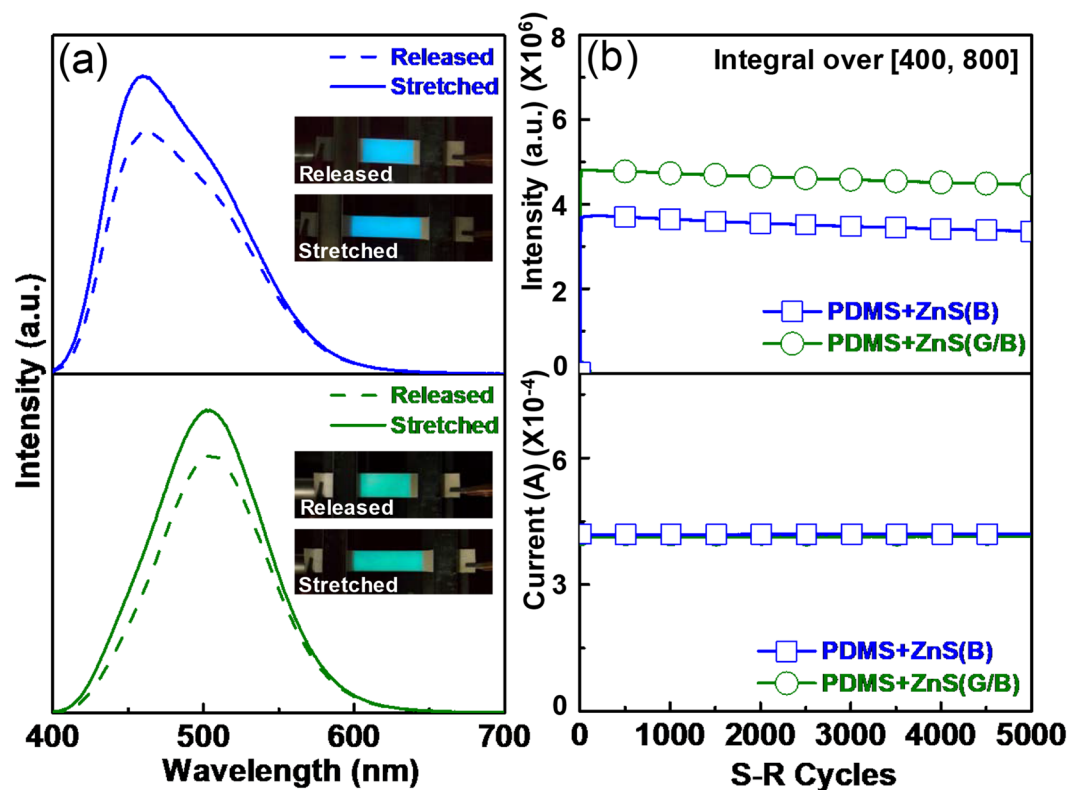 (a)
Released
Stretched
Released
Stretched
Released
Stretched
Released
Stretched
Intensity (a.u.)
400 500 600 700
Wavelength (nm)
(b)
Integral over [400, 800]
8
6
4
2
0
Intensity (a.u.) (X10⁶)
PDMS+ZnS(B)
PDMS+ZnS(G/B)
6
3
0
Current (A) (X10⁻⁴)
PDMS+ZnS(B)
PDMS+ZnS(G/B)
0 1000 2000 3000 4000 5000
S-R Cycles